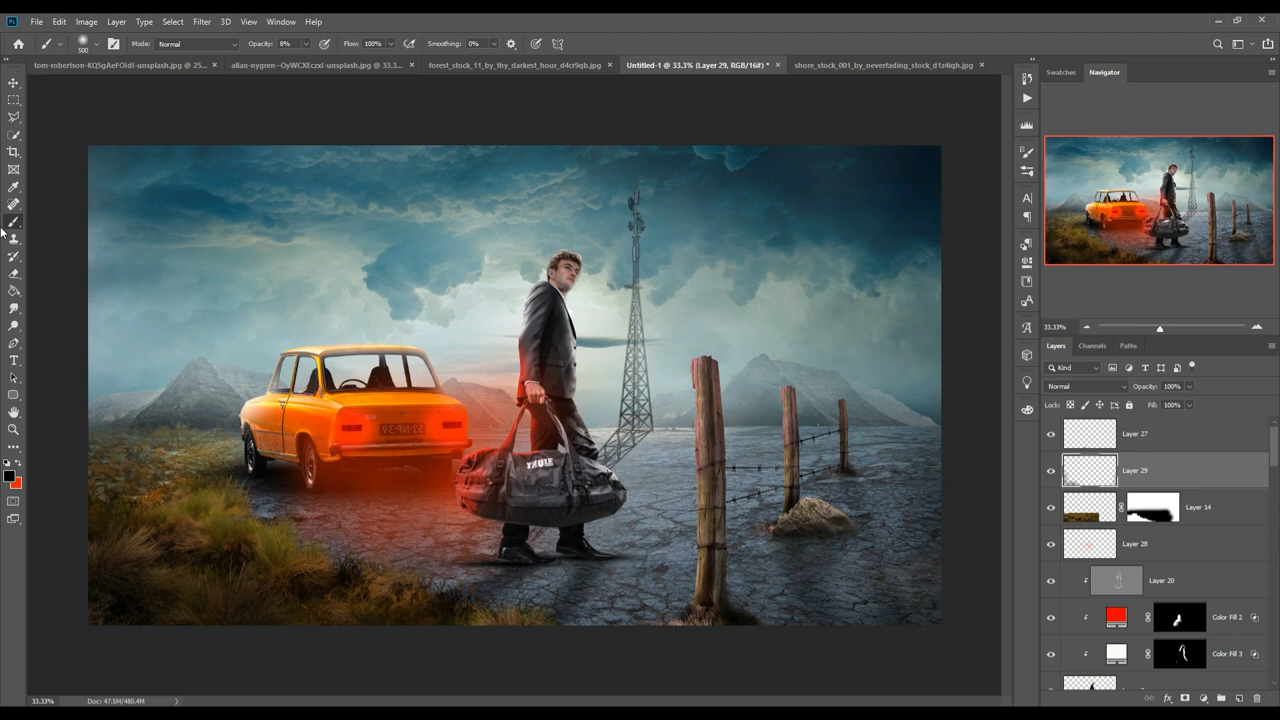 Ps File Edit Image Layer Type Select Filter 3D View Window Help
500 Mode: Normal Opacity: 8% Flow: 100% Smoothing: 0%
tom-robertson-KQ5gAeFOIdI-unsplash.jpg @ 25... × allan-nygren--OyWCXEczxI-unsplash.jpg @ 33.3... × forest_stock_11_by_thy_darkest_hour_d4cr9qb.jpg × Untitled-1 @ 33.3% (Layer 29, RGB/16#) * × shore_stock_001_by_neverfading_stock_d1z4iqh.jpg ×
Swatches Navigator
33.33%
Layers Channels Paths
Kind
Normal Opacity: 100%
Lock: Fill: 100%
Layer 27
Layer 29
Layer 14
Layer 28
Layer 20
Color Fill 2
Color Fill 3
THULE
33.33% Doc: 47.5M/480.4M